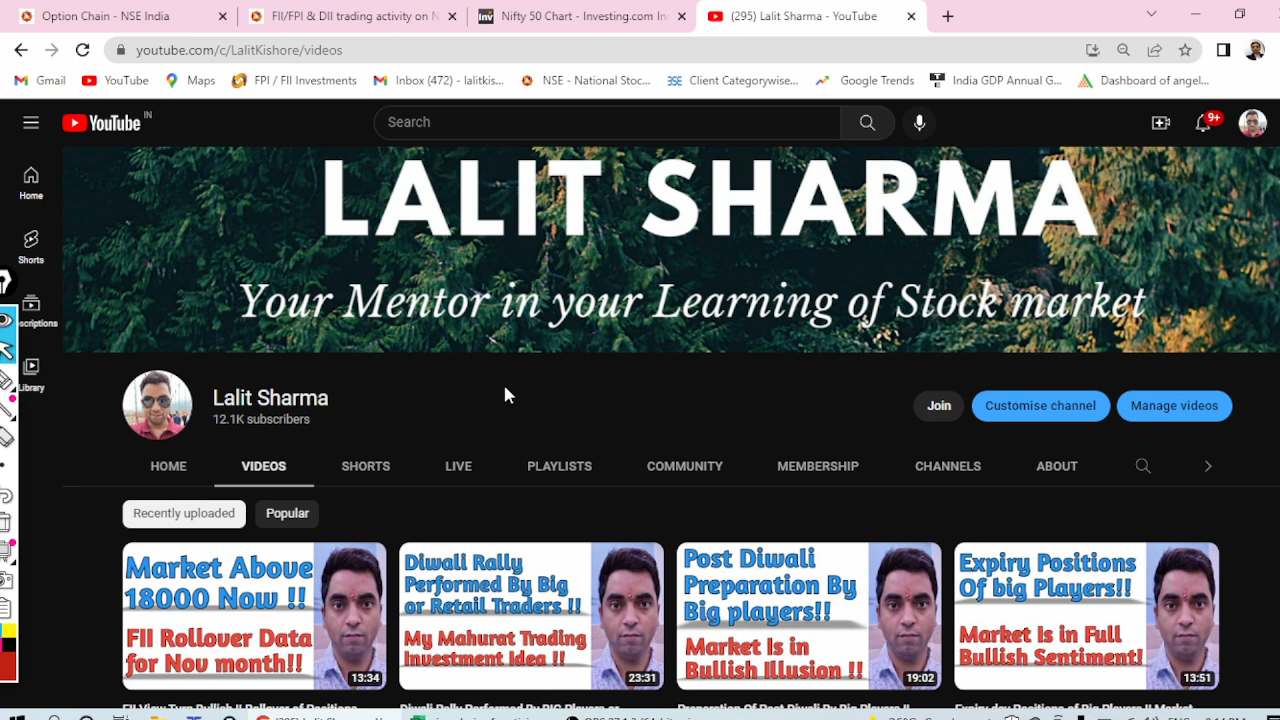 Option Chain - NSE India
FII/FPI & DII trading activity on N
Nifty 50 Chart - Investing.com In
(295) Lalit Sharma - YouTube
youtube.com/c/LalitKishore/videos
Gmail
YouTube
Maps
FPI / FII Investments
Inbox (472) - lalitkis...
NSE - National Stoc...
Client Categorywise...
Google Trends
India GDP Annual G...
Dashboard of angel...
YouTube IN
Search
9+
Home
Shorts
scriptions
Library
LALIT SHARMA
Your Mentor in your Learning of Stock market
Lalit Sharma
12.1K subscribers
Join
Customise channel
Manage videos
HOME
VIDEOS
SHORTS
LIVE
PLAYLISTS
COMMUNITY
MEMBERSHIP
CHANNELS
ABOUT
Recently uploaded
Popular
Market Above
18000 Now !!
FII Rollover Data
for Nov month!!
13:34
Diwali Rally
Performed By Big
or Retail Traders !!
My Mahurat Trading
Investment Idea !!
23:31
Post Diwali
Preparation By
Big players!!
Market Is in
Bullish Illusion !!
19:02
Expiry Positions
Of big Players!!
Market Is in Full
Bullish Sentiment!
13:51